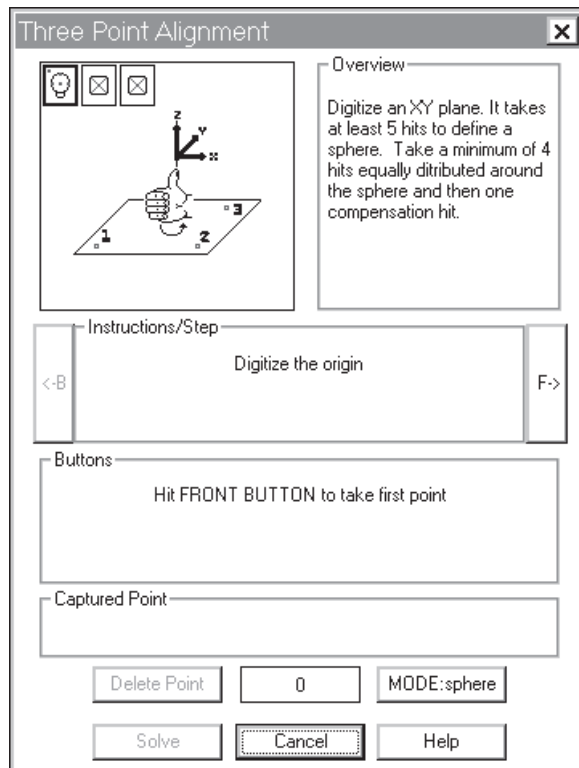 Three Point Alignment
Z
Y
X
1
2
3
Overview
Digitize an XY plane. It takes
at least 5 hits to define a
sphere. Take a minimum of 4
hits equally ditributed around
the sphere and then one
compensation hit.
Instructions/Step
<-B
Digitize the origin
F->
Buttons
Hit FRONT BUTTON to take first point
Captured Point
Delete Point
0
MODE:sphere
Solve
Cancel
Help